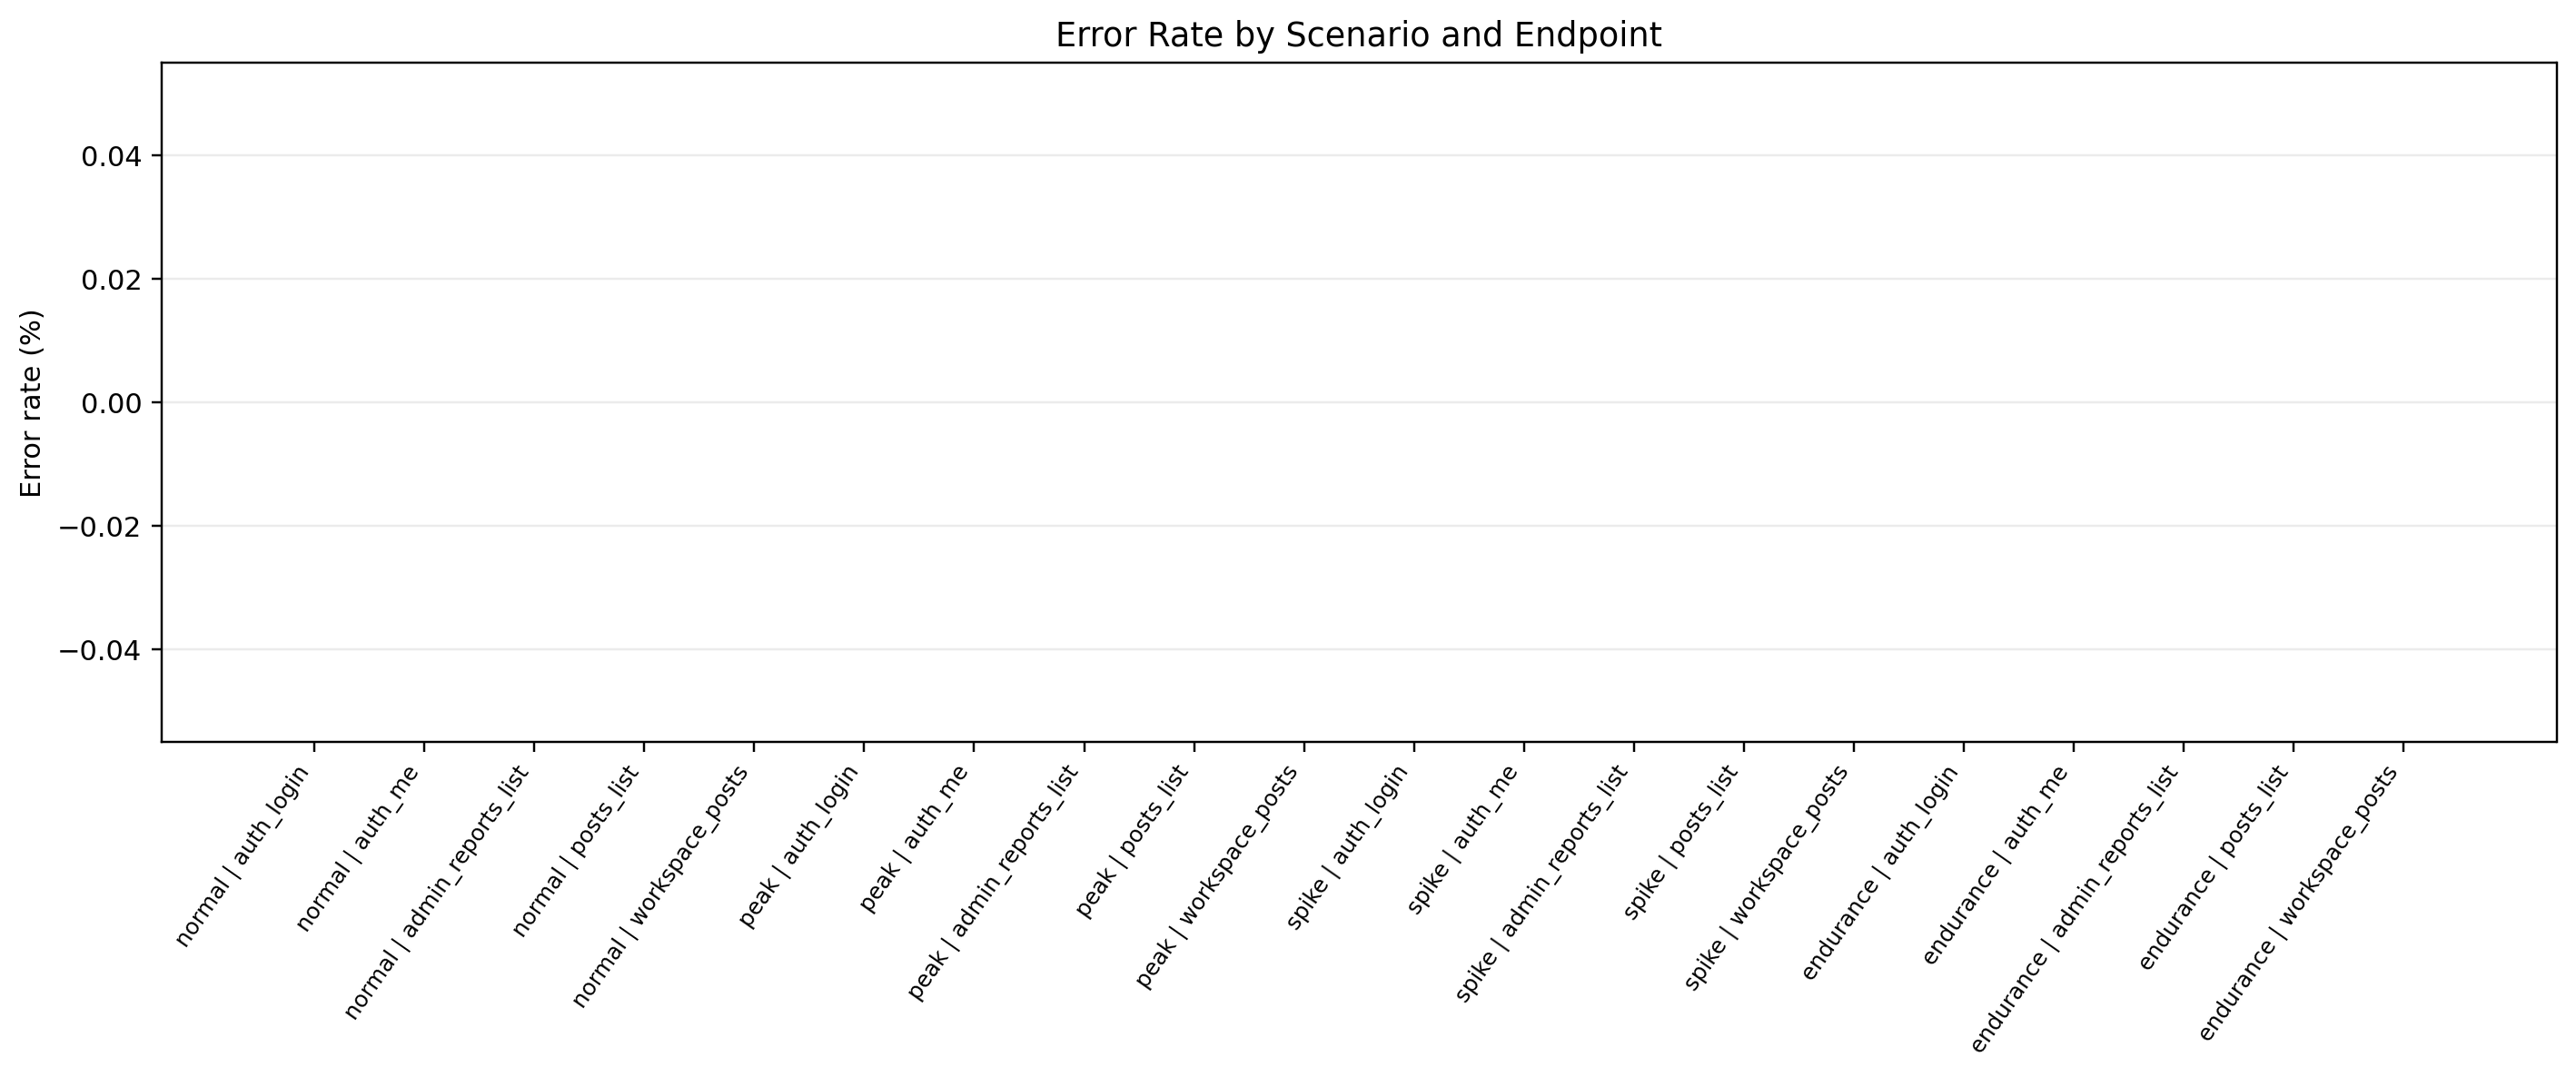 Error Rate by Scenario and Endpoint
Error rate (%)
0.04
0.02
0.00
−0.02
−0.04
normal | auth_login
normal | auth_me
normal | admin_reports_list
normal | posts_list
normal | workspace_posts
peak | auth_login
peak | auth_me
peak | admin_reports_list
peak | posts_list
peak | workspace_posts
spike | auth_login
spike | auth_me
spike | admin_reports_list
spike | posts_list
spike | workspace_posts
endurance | auth_login
endurance | auth_me
endurance | admin_reports_list
endurance | posts_list
endurance | workspace_posts